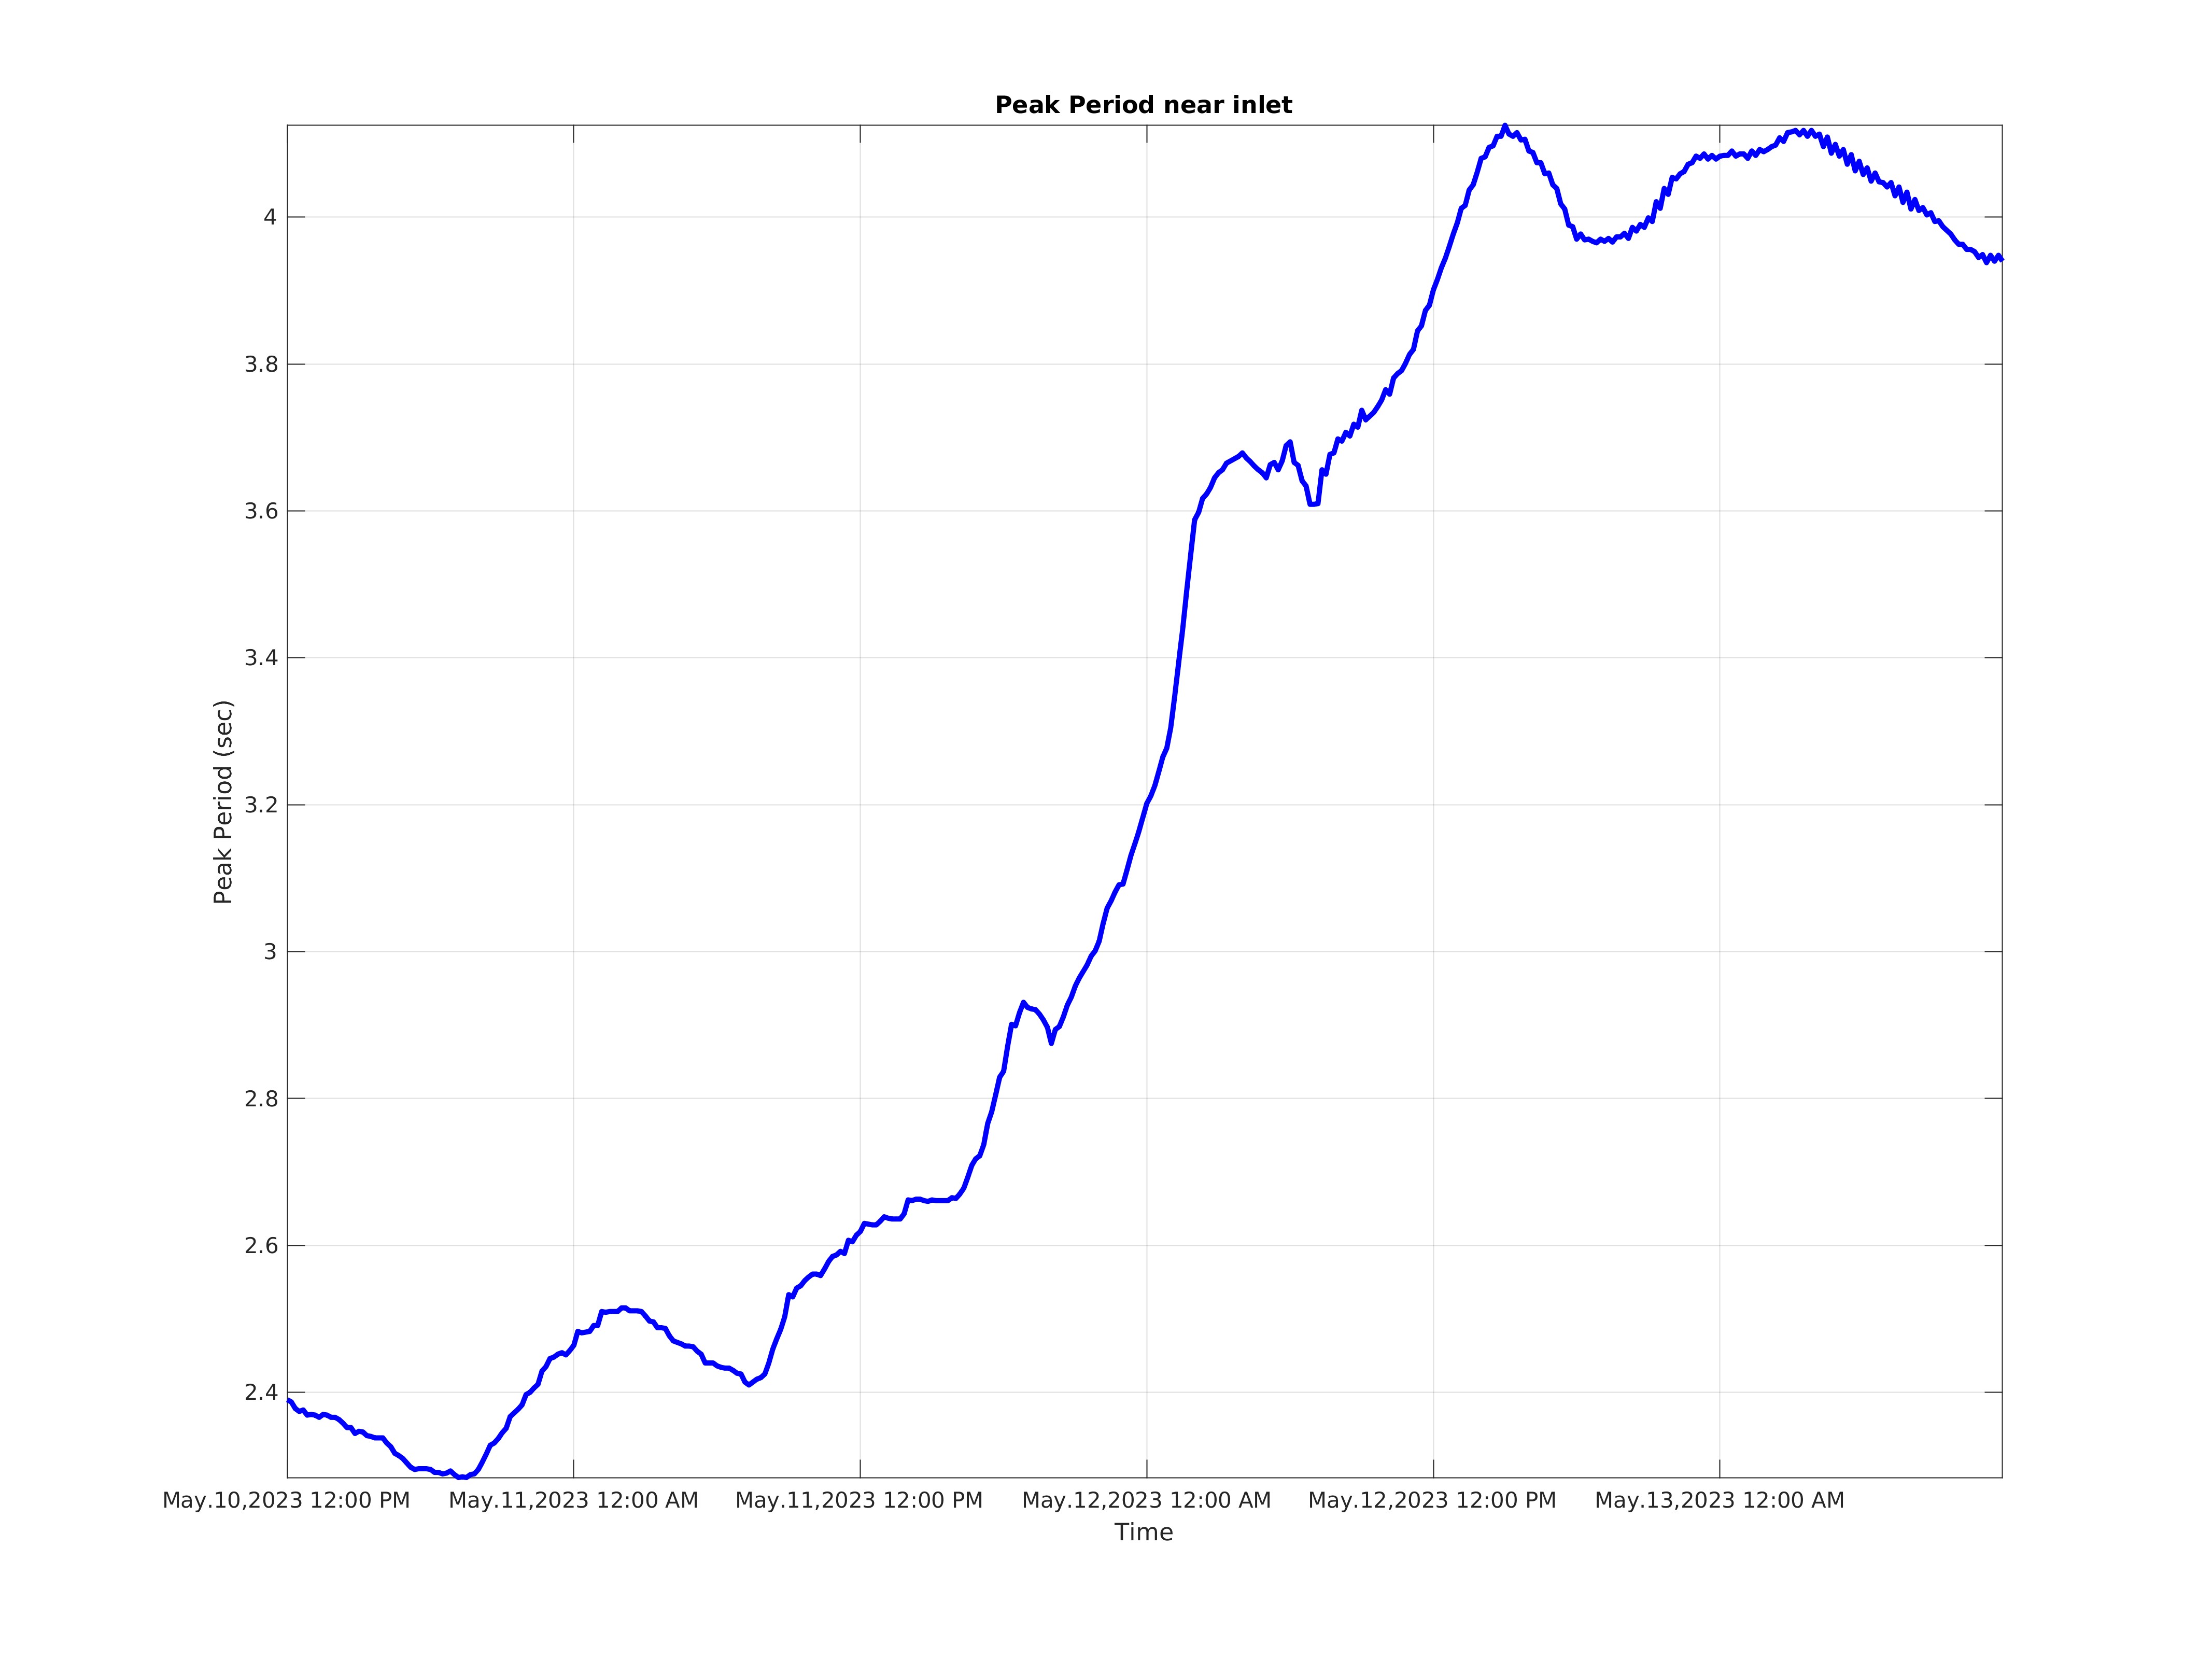 Peak Period near inlet
Peak Period (sec)
4
3.8
3.6
3.4
3.2
3
2.8
2.6
2.4
May.10,2023 12:00 PM May.11,2023 12:00 AM May.11,2023 12:00 PM May.12,2023 12:00 AM May.12,2023 12:00 PM May.13,2023 12:00 AM
Time